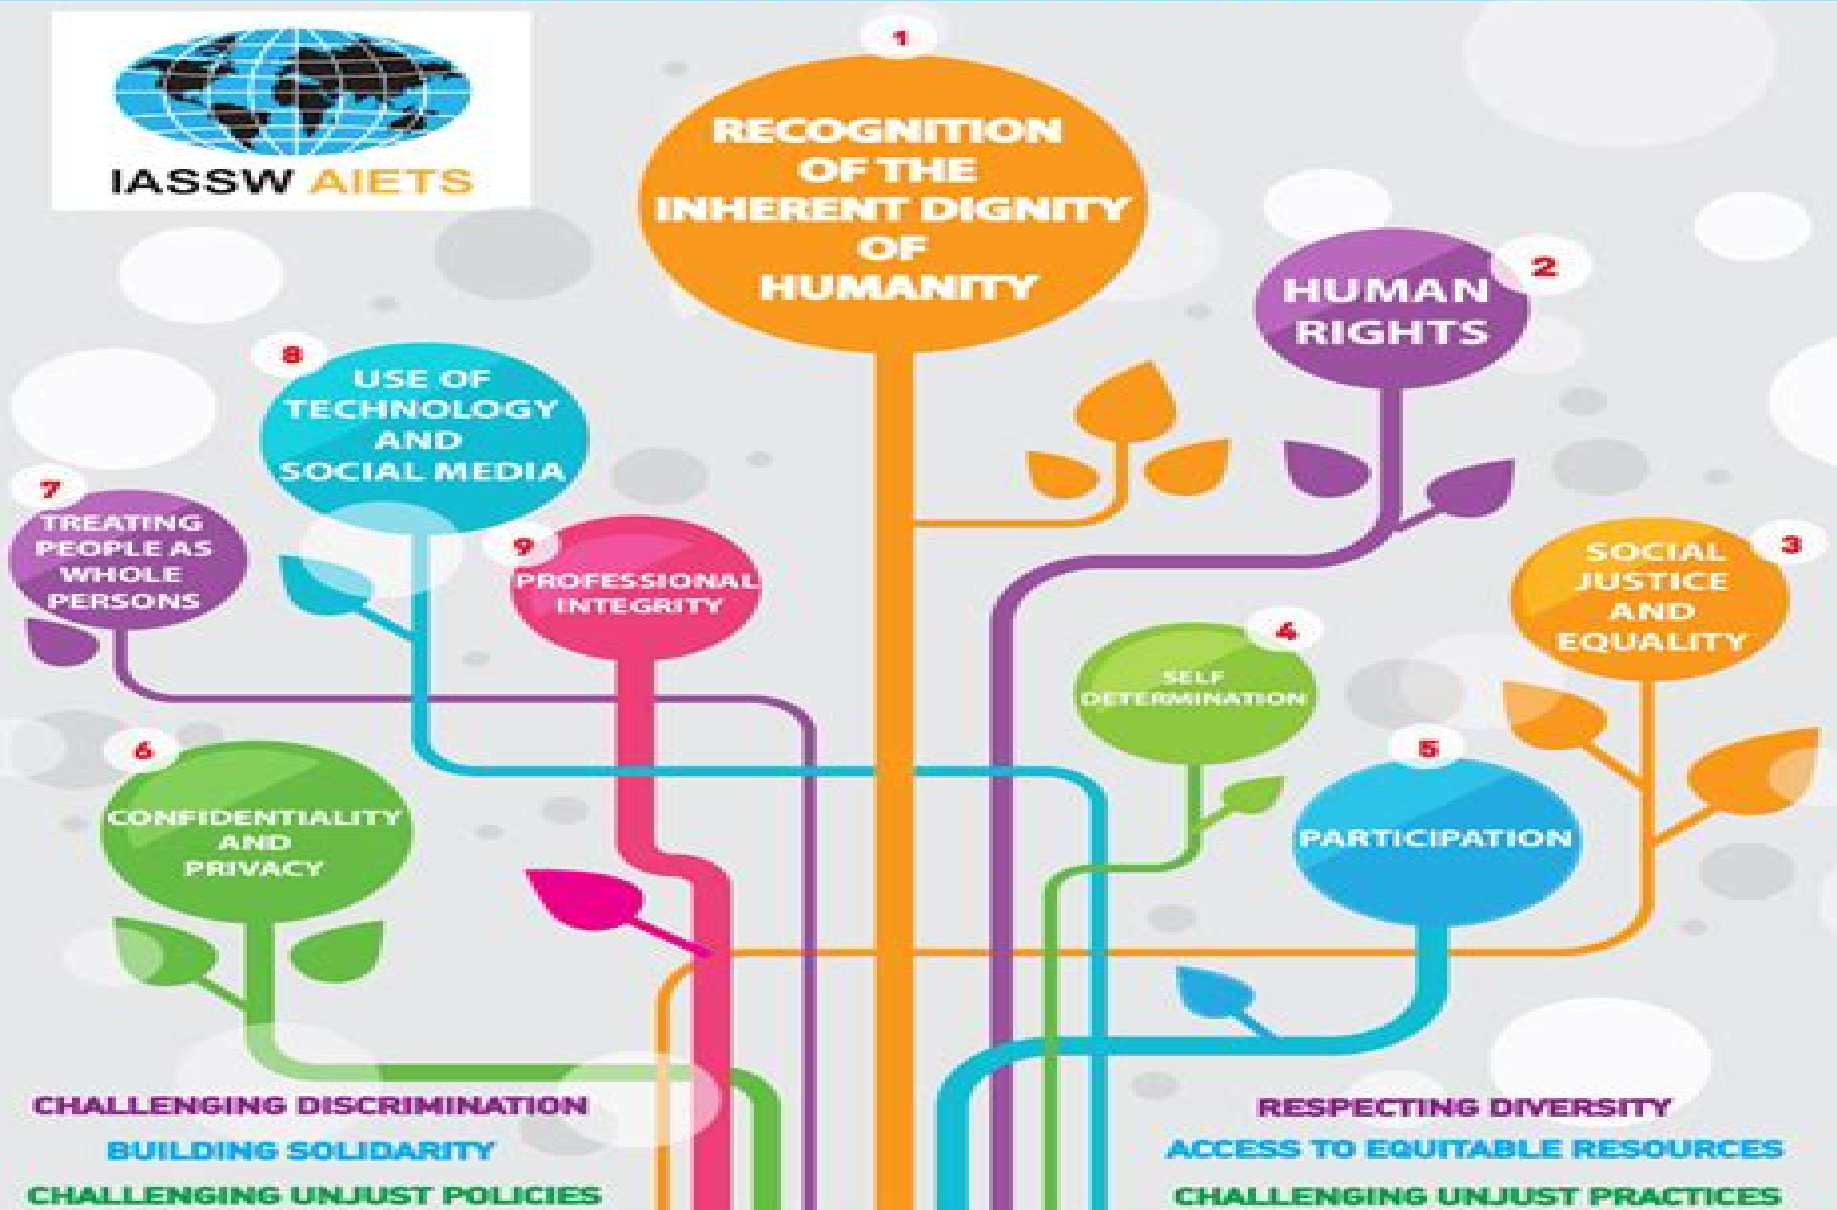 IASSW AIETS
1
RECOGNITION
OF THE
INHERENT DIGNITY
OF
HUMANITY
2
HUMAN
RIGHTS
3
SOCIAL
JUSTICE
AND
EQUALITY
4
SELF
DETERMINATION
5
PARTICIPATION
6
CONFIDENTIALITY
AND
PRIVACY
7
TREATING
PEOPLE AS
WHOLE
PERSONS
8
USE OF
TECHNOLOGY
AND
SOCIAL MEDIA
9
PROFESSIONAL
INTEGRITY
CHALLENGING DISCRIMINATION
BUILDING SOLIDARITY
CHALLENGING UNJUST POLICIES
RESPECTING DIVERSITY
ACCESS TO EQUITABLE RESOURCES
CHALLENGING UNJUST PRACTICES